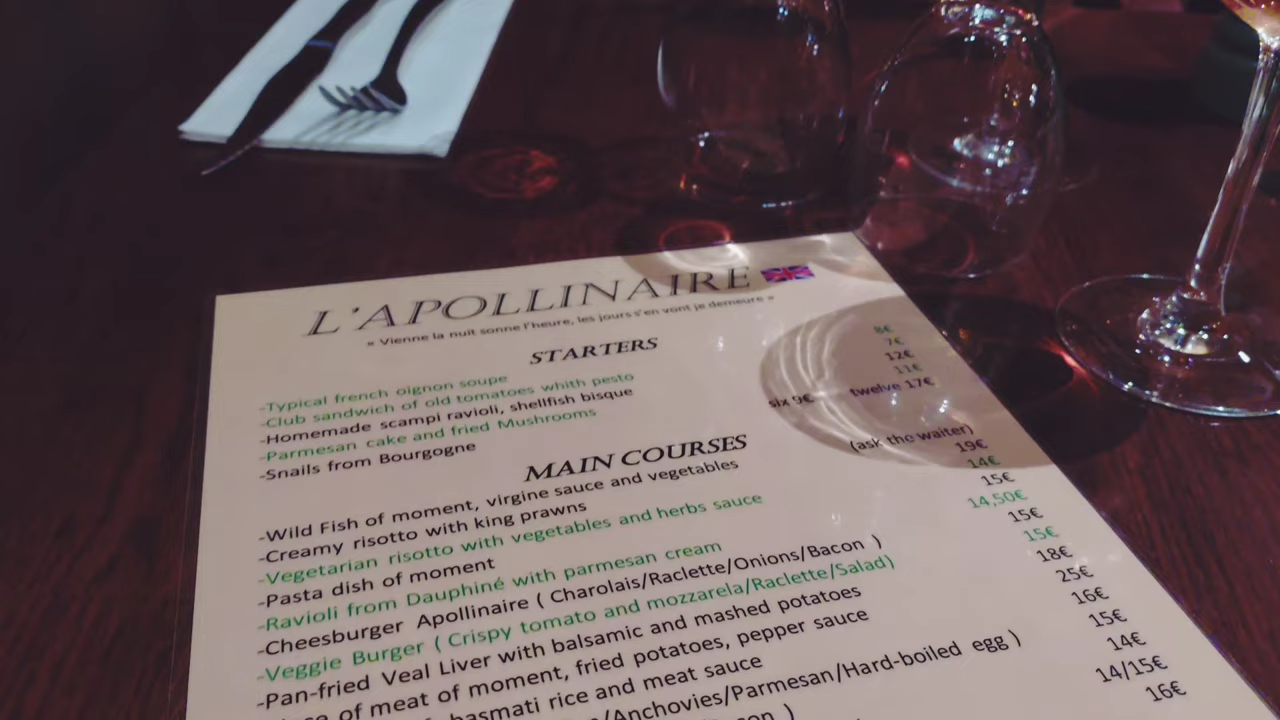 L'APOLLINAIRE
« Vienne la nuit sonne l'heure, les jours s'en vont je demeure »
STARTERS
-Typical french oignon soupe 8€
-Club sandwich of old tomatoes whith pesto 7€
-Homemade scampi ravioli, shellfish bisque 12€
-Parmesan cake and fried Mushrooms 11€
-Snails from Bourgogne six 9€ twelve 17€
MAIN COURSES
-Wild Fish of moment, virgine sauce and vegetables (ask the waiter)
-Creamy risotto with king prawns 19€
-Vegetarian risotto with vegetables and herbs sauce 14€
-Pasta dish of moment 15€
-Ravioli from Dauphiné with parmesan cream 14,50€
-Cheesburger Apollinaire ( Charolais/Raclette/Onions/Bacon ) 15€
-Veggie Burger ( Crispy tomato and mozzarela/Raclette/Salad) 15€
-Pan-fried Veal Liver with balsamic and mashed potatoes 18€
of meat of moment, fried potatoes, pepper sauce 25€
basmati rice and meat sauce 16€
/Anchovies/Parmesan/Hard-boiled egg ) 15€
) 14€
14/15€
16€